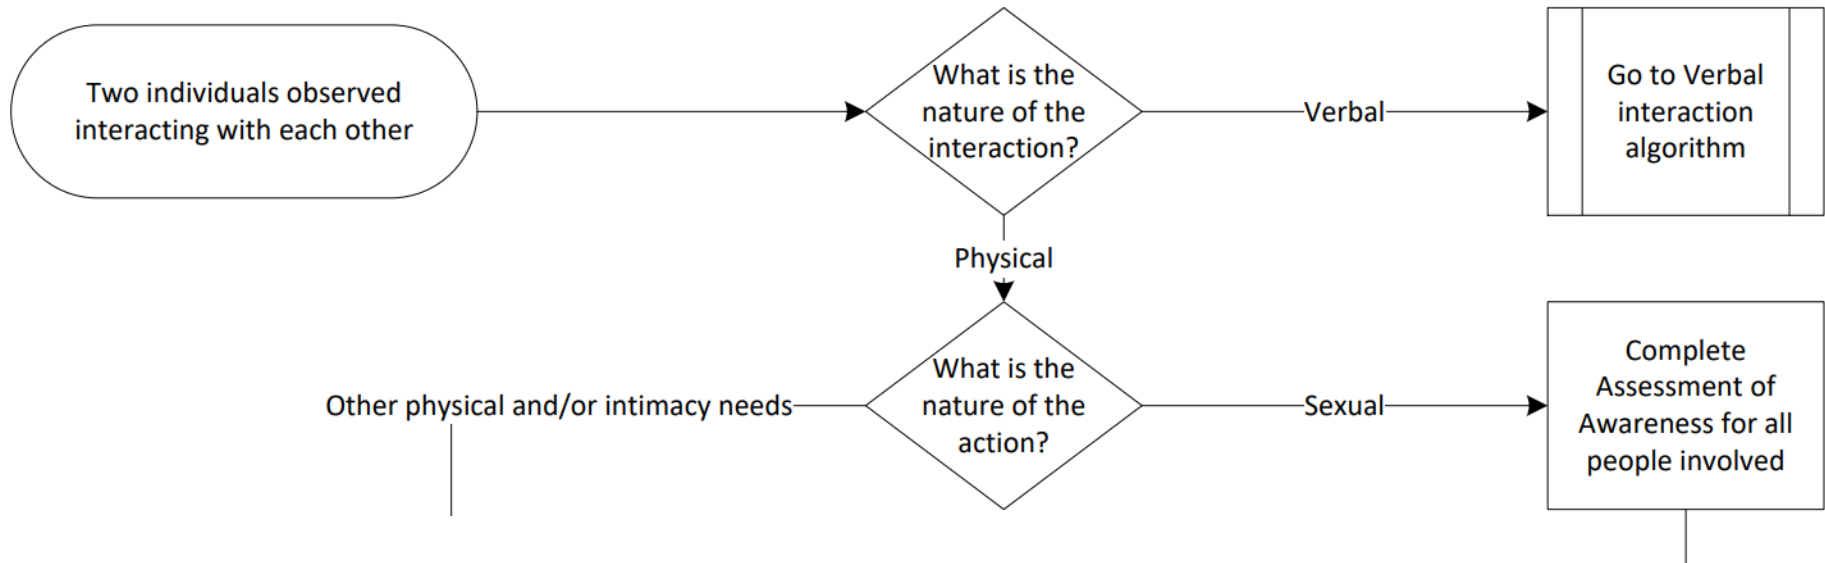 Two individuals observed
interacting with each other
What is the
nature of the
interaction?
Verbal
Go to Verbal
interaction
algorithm
Physical
Other physical and/or intimacy needs
What is the
nature of the
action?
Sexual
Complete
Assessment of
Awareness for all
people involved